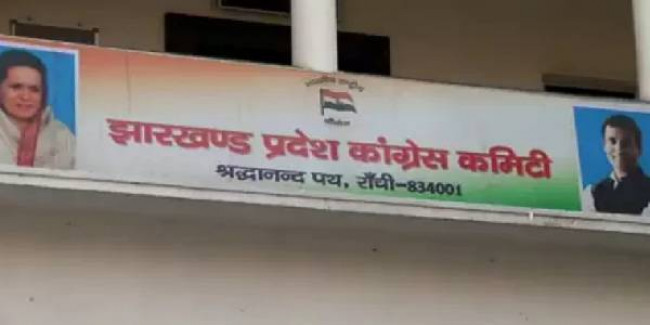 झारखण्ड प्रदेश कांग्रेस कमिटी
श्रद्धानन्द पथ, राँची-834001